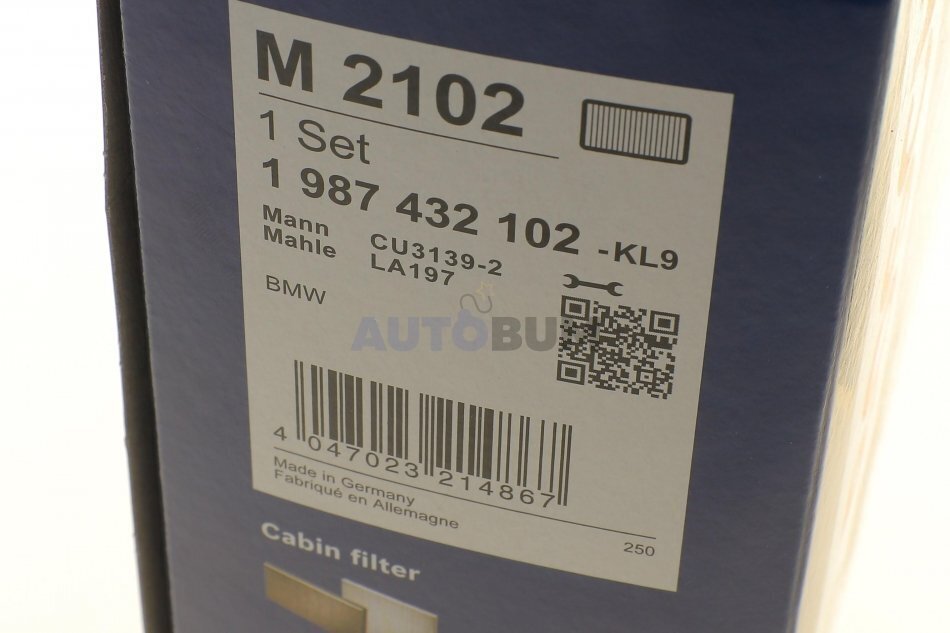 M 2102
1 Set
1 987 432 102 -KL9
Mann CU3139-2
Mahle LA197
BMW
AUTOBUP
4 047023 214867
Made in Germany
Fabriqué en Allemagne
250
Cabin filter